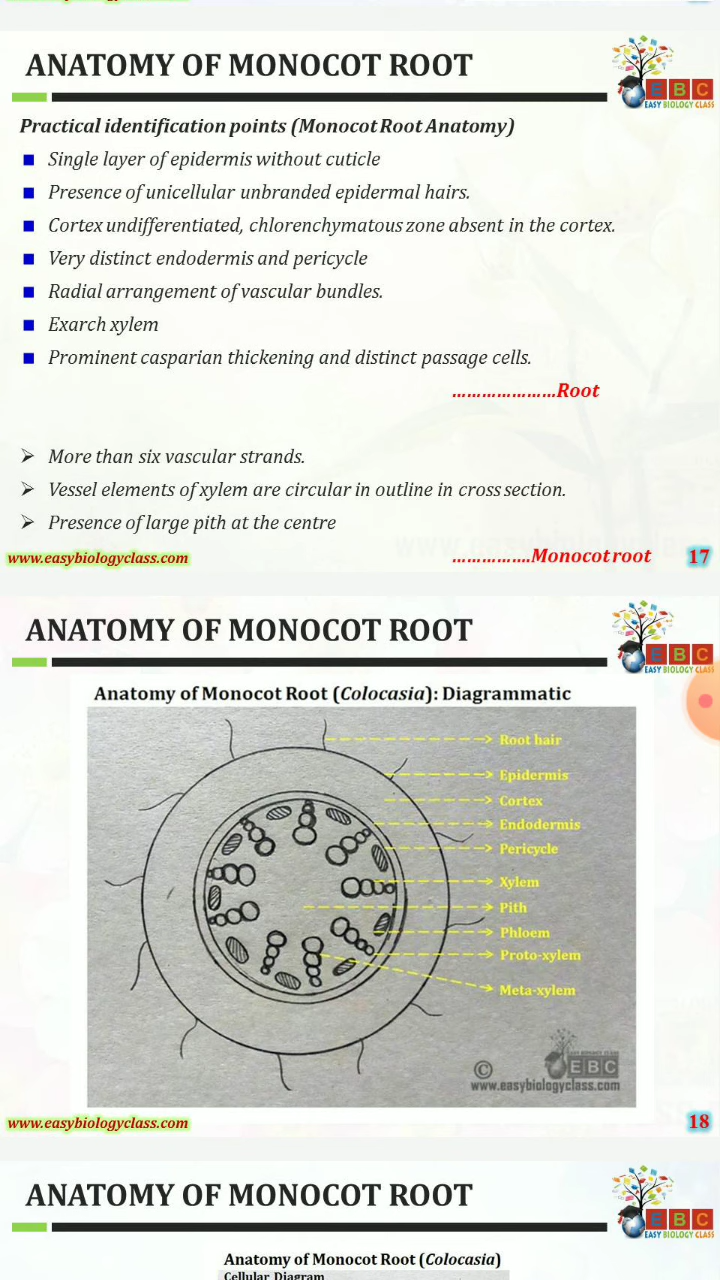 www.easybiologyclass.com
ANATOMY OF MONOCOT ROOT
E B C
EASY BIOLOGY CLASS
Practical identification points (Monocot Root Anatomy)
Single layer of epidermis without cuticle
Presence of unicellular unbranded epidermal hairs.
Cortex undifferentiated, chlorenchymatous zone absent in the cortex.
Very distinct endodermis and pericycle
Radial arrangement of vascular bundles.
Exarch xylem
Prominent casparian thickening and distinct passage cells.
…………………Root
More than six vascular strands.
Vessel elements of xylem are circular in outline in cross section.
Presence of large pith at the centre
www.easybiologyclass.com
…………….Monocot root
17
ANATOMY OF MONOCOT ROOT
E B C
EASY BIOLOGY CLASS
Anatomy of Monocot Root (Colocasia): Diagrammatic
Root hair
Epidermis
Cortex
Endodermis
Pericycle
Xylem
Pith
Phloem
Proto-xylem
Meta-xylem
© EBC
www.easybiologyclass.com
www.easybiologyclass.com
18
ANATOMY OF MONOCOT ROOT
E B C
EASY BIOLOGY CLASS
Anatomy of Monocot Root (Colocasia)
Cellular Diagram